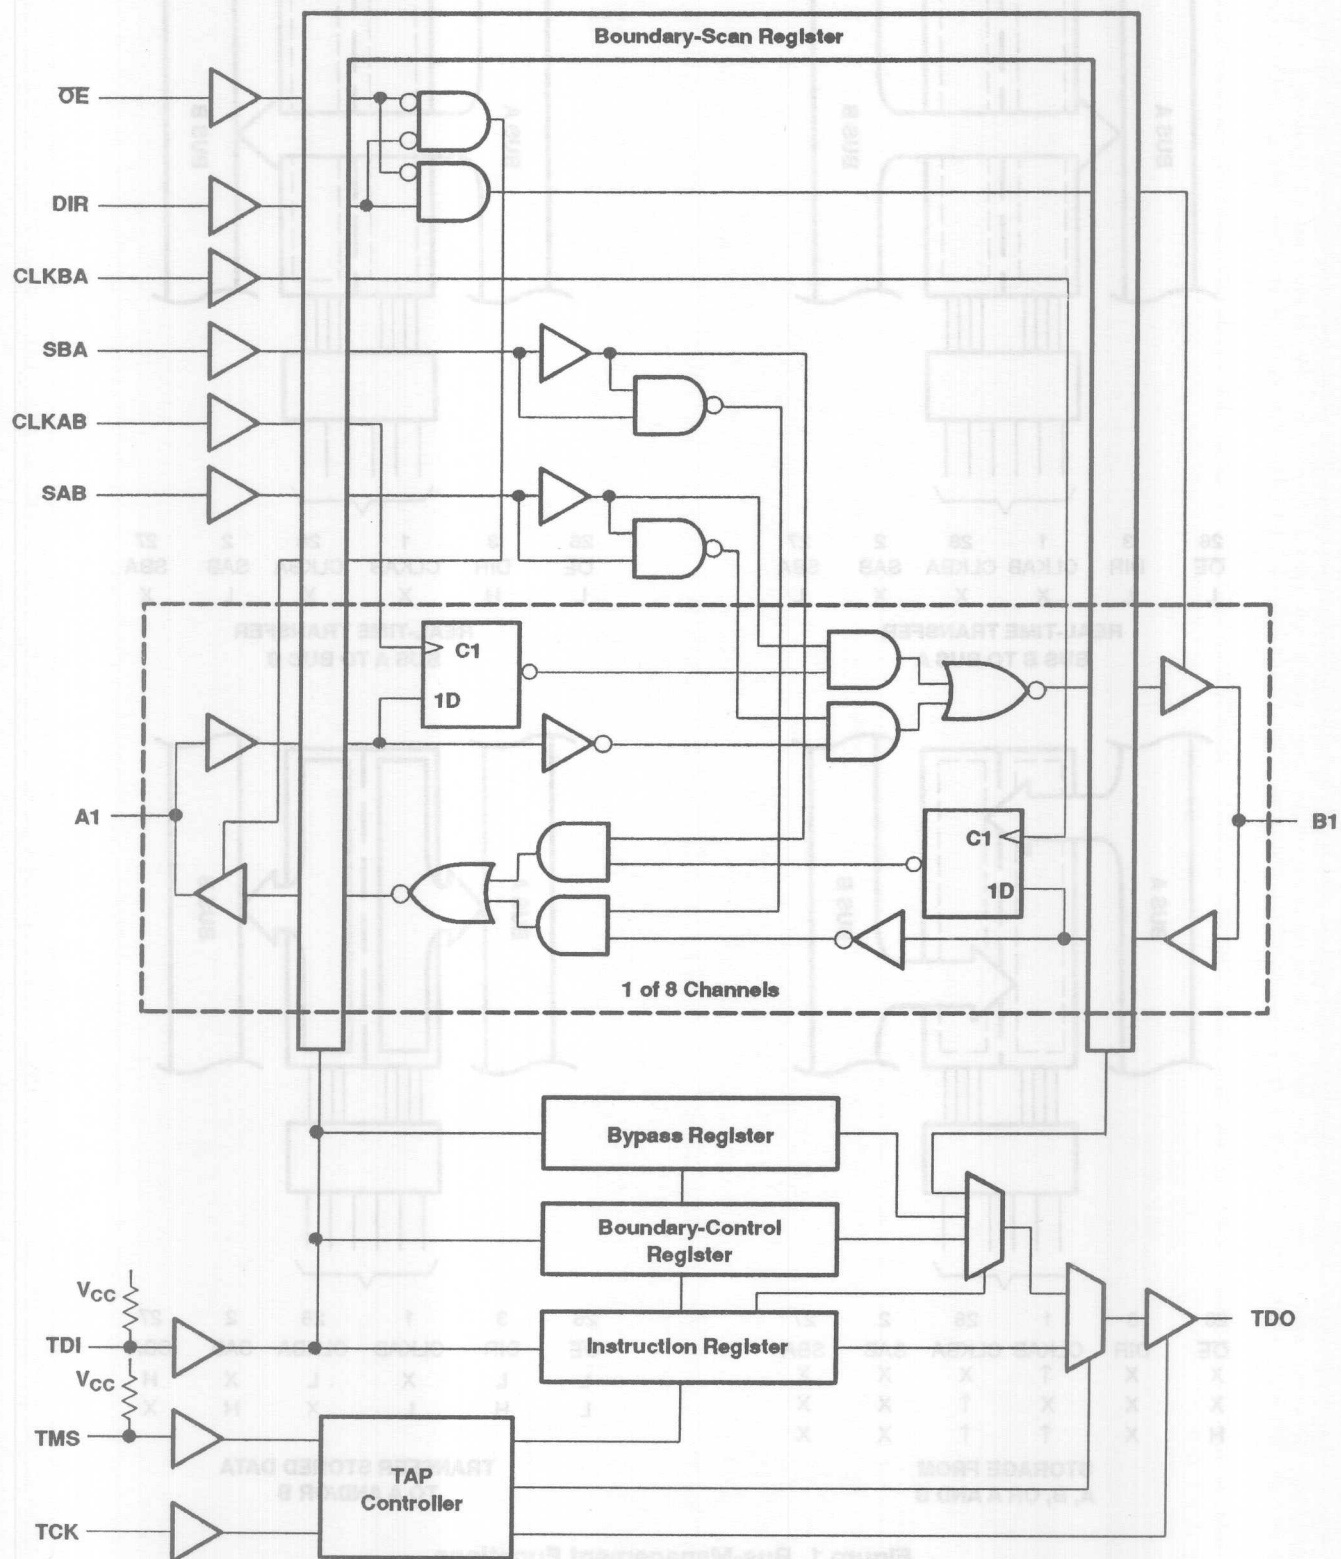 Boundary-Scan Register
OE
DIR
CLKBA
SBA
CLKAB
SAB
C1
1D
A1
C1
1D
B1
1 of 8 Channels
Bypass Register
Boundary-Control
Register
VCC
TDI
Instruction Register
TDO
VCC
TMS
TAP
Controller
TCK